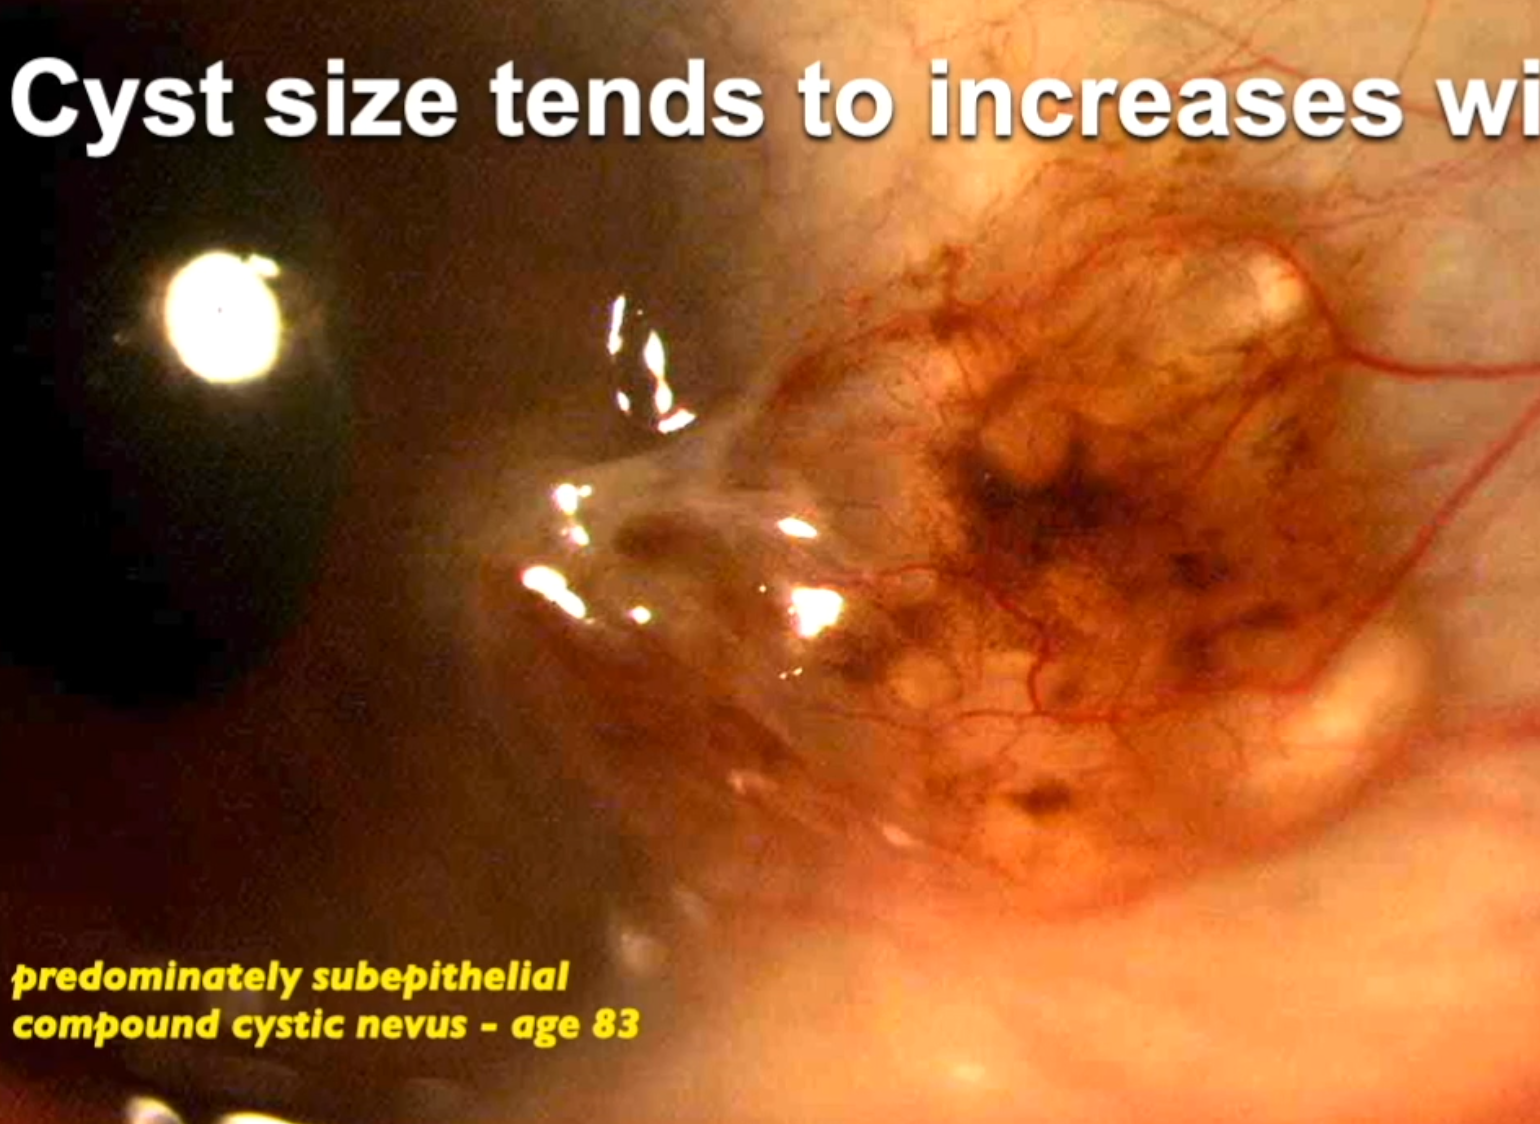 Cyst size tends to increases wi
predominately subepithelial
compound cystic nevus - age 83